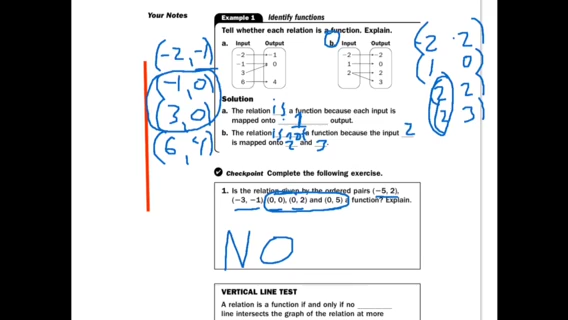 Your Notes
Example 1 Identify functions
Tell whether each relation is a function. Explain.
a. Input Output b. Input Output
-2 -1 -2 -2
-1 0 1 0
3 2 2
6 4 3
(-2, -1)
(-1, 0)
(3, 0)
(6, 4)
(-2 2)
(1 0)
(2 2)
(2 3)
Solution
a. The relation is a function because each input is
mapped onto 1 output.
b. The relation is not a function because the input 2
is mapped onto 2 and 3.
Checkpoint Complete the following exercise.
1. Is the relation given by the ordered pairs (-5, 2),
(-3, -1), (0, 0), (0, 2) and (0, 5) a function? Explain.
NO
VERTICAL LINE TEST
A relation is a function if and only if no
line intersects the graph of the relation at more